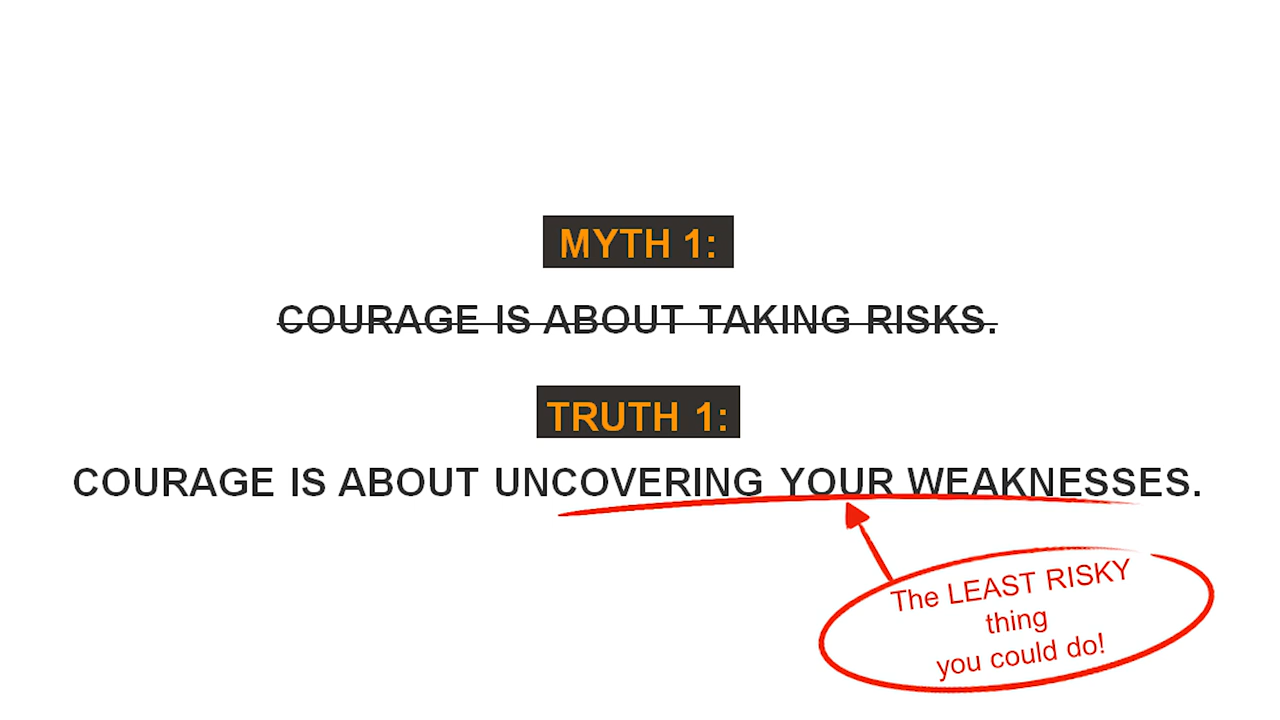 MYTH 1:
COURAGE IS ABOUT TAKING RISKS.
TRUTH 1:
COURAGE IS ABOUT UNCOVERING YOUR WEAKNESSES.
The LEAST RISKY
thing
you could do!